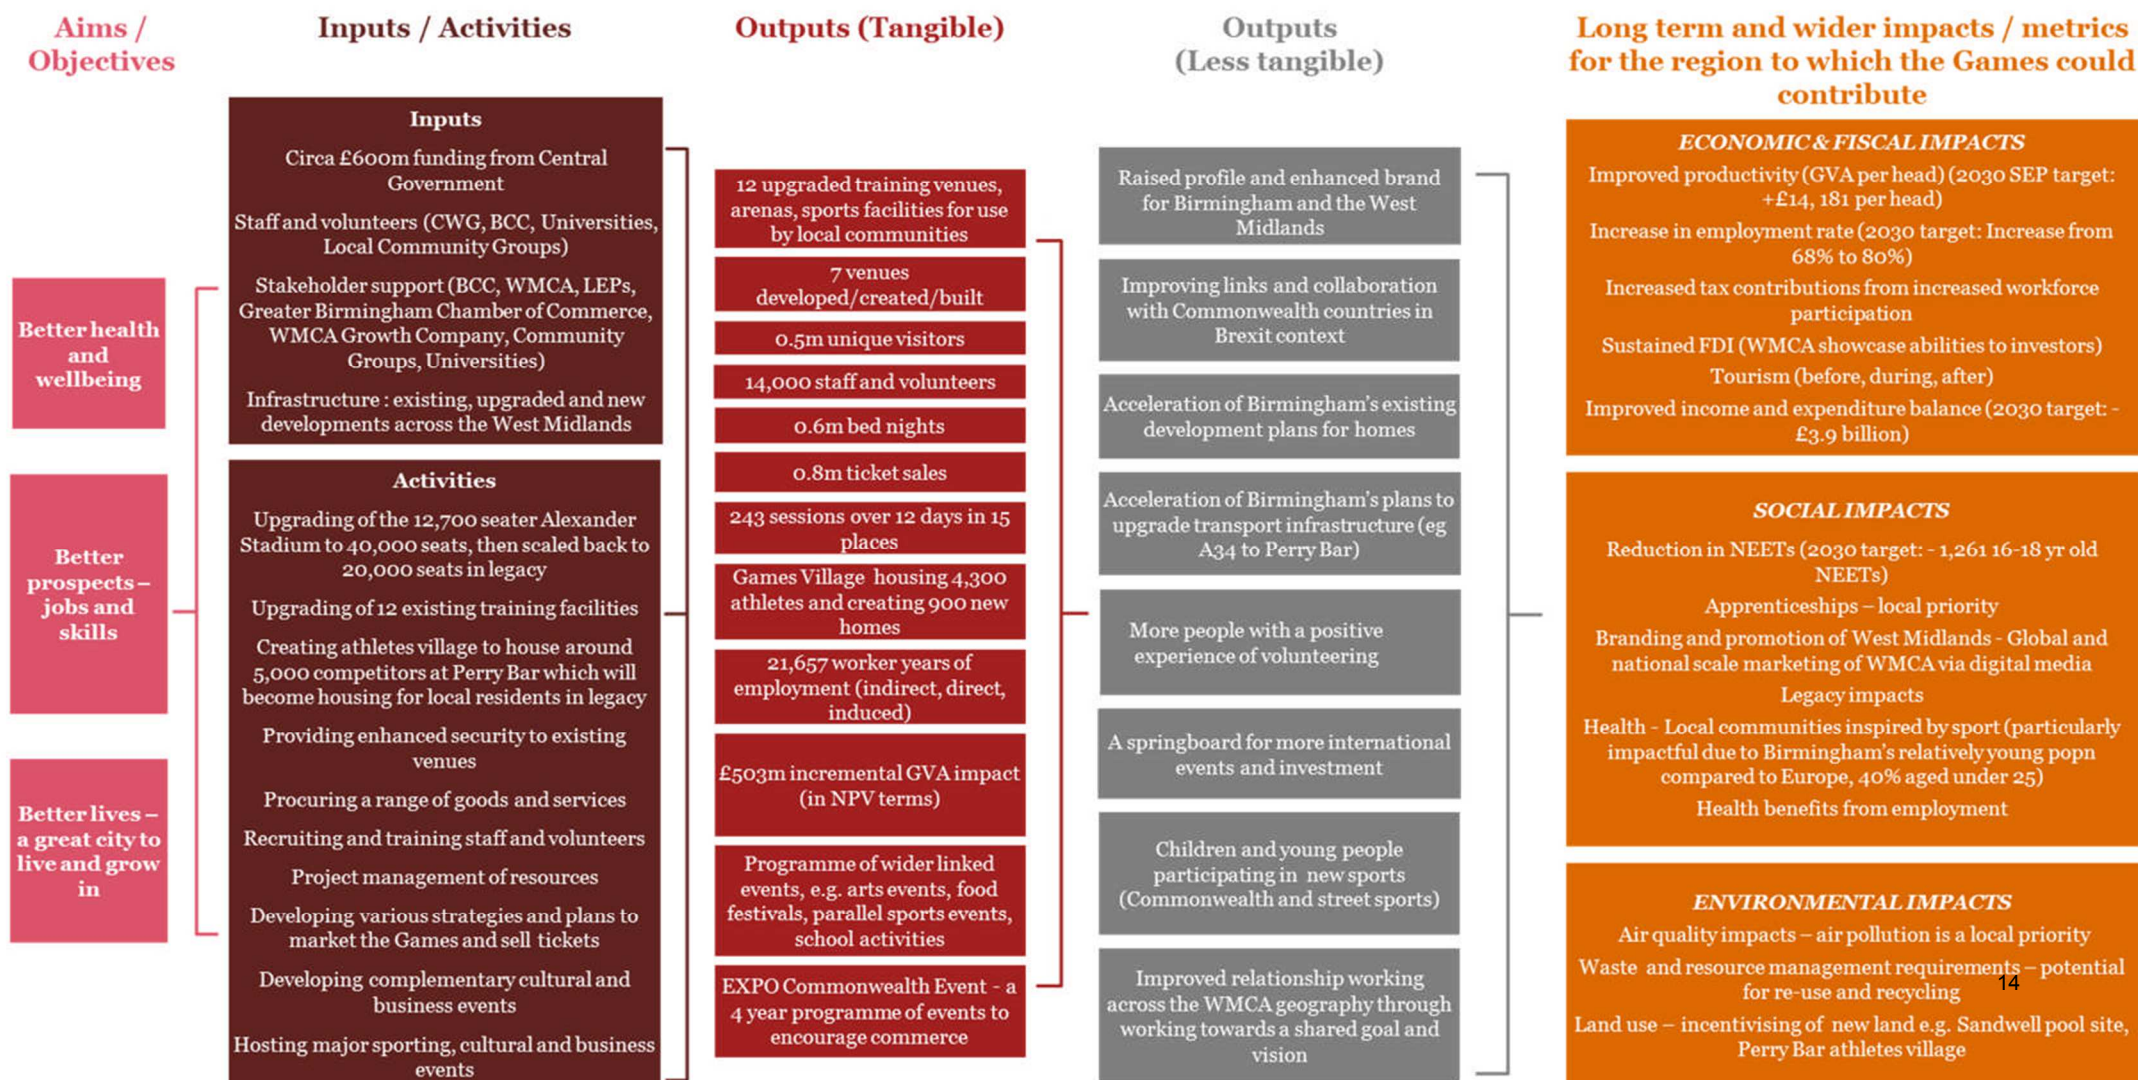 Aims /
Objectives
Better health
and
wellbeing
Better
prospects –
jobs and
skills
Better lives –
a great city to
live and grow
in
Inputs / Activities
Inputs
Circa £600m funding from Central
Government
Staff and volunteers (CWG, BCC, Universities,
Local Community Groups)
Stakeholder support (BCC, WMCA, LEPs,
Greater Birmingham Chamber of Commerce,
WMCA Growth Company, Community
Groups, Universities)
Infrastructure : existing, upgraded and new
developments across the West Midlands
Activities
Upgrading of the 12,700 seater Alexander
Stadium to 40,000 seats, then scaled back to
20,000 seats in legacy
Upgrading of 12 existing training facilities
Creating athletes village to house around
5,000 competitors at Perry Bar which will
become housing for local residents in legacy
Providing enhanced security to existing
venues
Procuring a range of goods and services
Recruiting and training staff and volunteers
Project management of resources
Developing various strategies and plans to
market the Games and sell tickets
Developing complementary cultural and
business events
Hosting major sporting, cultural and business
events
Outputs (Tangible)
12 upgraded training venues,
arenas, sports facilities for use
by local communities
7 venues
developed/created/built
0.5m unique visitors
14,000 staff and volunteers
0.6m bed nights
0.8m ticket sales
243 sessions over 12 days in 15
places
Games Village housing 4,300
athletes and creating 900 new
homes
21,657 worker years of
employment (indirect, direct,
induced)
£503m incremental GVA impact
(in NPV terms)
Programme of wider linked
events, e.g. arts events, food
festivals, parallel sports events,
school activities
EXPO Commonwealth Event - a
4 year programme of events to
encourage commerce
Outputs
(Less tangible)
Raised profile and enhanced brand
for Birmingham and the West
Midlands
Improving links and collaboration
with Commonwealth countries in
Brexit context
Acceleration of Birmingham's existing
development plans for homes
Acceleration of Birmingham's plans to
upgrade transport infrastructure (eg
A34 to Perry Bar)
More people with a positive
experience of volunteering
A springboard for more international
events and investment
Children and young people
participating in new sports
(Commonwealth and street sports)
Improved relationship working
across the WMCA geography through
working towards a shared goal and
vision
Long term and wider impacts / metrics
for the region to which the Games could
contribute
ECONOMIC & FISCAL IMPACTS
Improved productivity (GVA per head) (2030 SEP target:
+£14, 181 per head)
Increase in employment rate (2030 target: Increase from
68% to 80%)
Increased tax contributions from increased workforce
participation
Sustained FDI (WMCA showcase abilities to investors)
Tourism (before, during, after)
Improved income and expenditure balance (2030 target: -
£3.9 billion)
SOCIAL IMPACTS
Reduction in NEETs (2030 target: - 1,261 16-18 yr old
NEETs)
Apprenticeships – local priority
Branding and promotion of West Midlands - Global and
national scale marketing of WMCA via digital media
Legacy impacts
Health - Local communities inspired by sport (particularly
impactful due to Birmingham's relatively young popn
compared to Europe, 40% aged under 25)
Health benefits from employment
ENVIRONMENTAL IMPACTS
Air quality impacts – air pollution is a local priority
Waste and resource management requirements – potential
for re-use and recycling
14
Land use – incentivising of new land e.g. Sandwell pool site,
Perry Bar athletes village